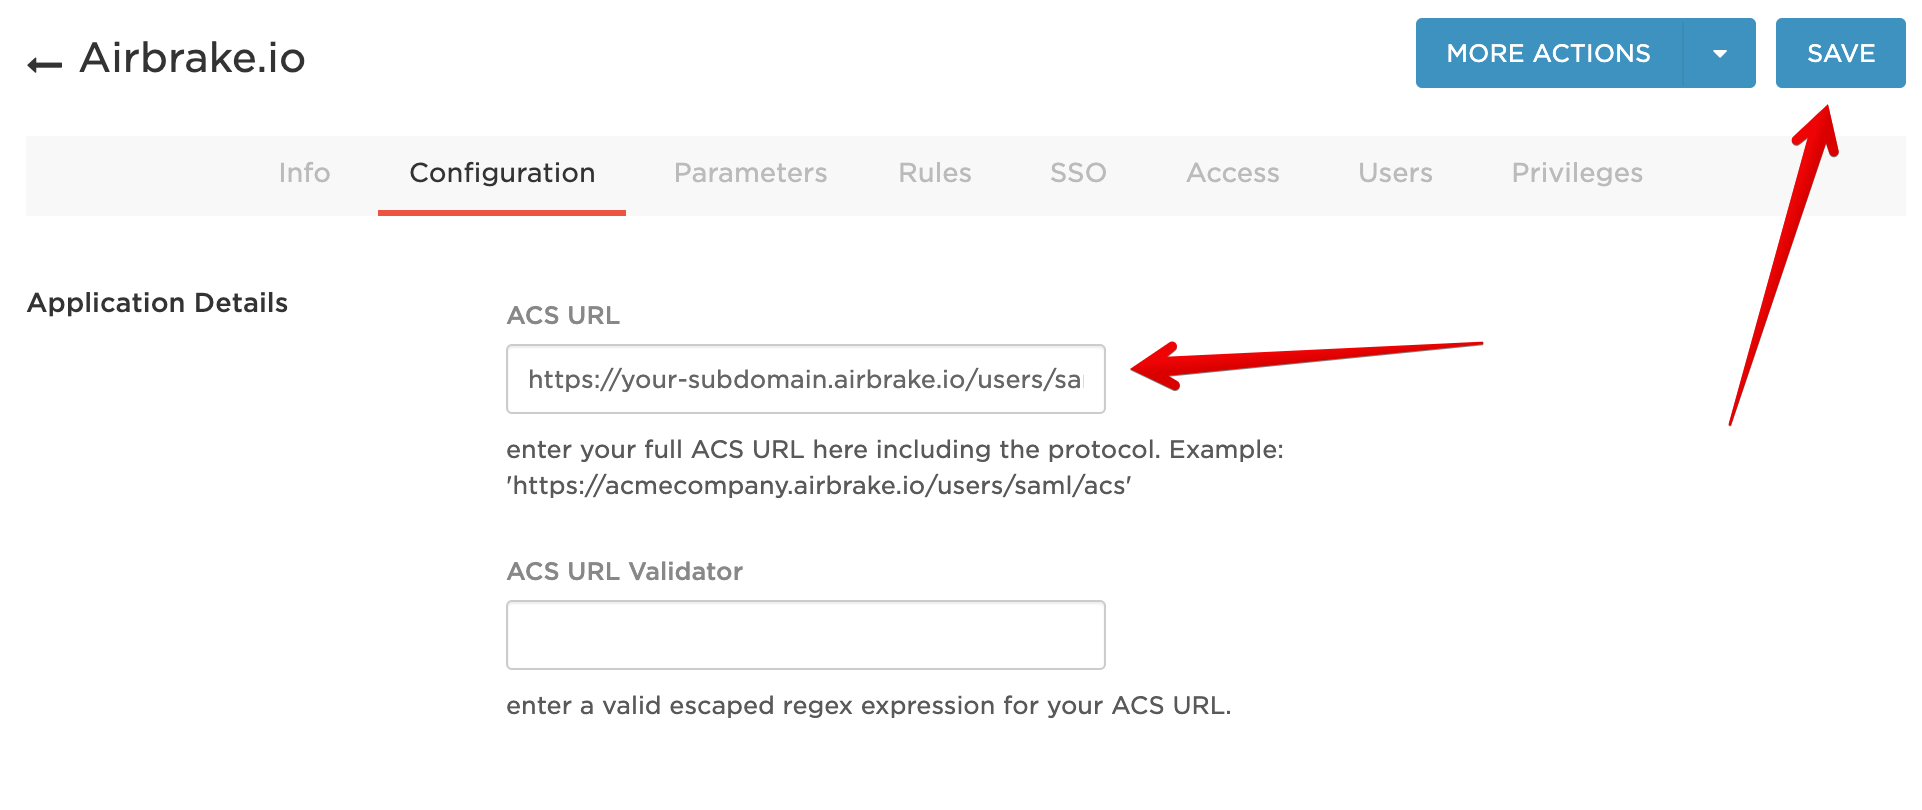 Airbrake.io
MORE ACTIONS
SAVE
Info
Configuration
Parameters
Rules
SSO
Access
Users
Privileges
Application Details
ACS URL
https://your-subdomain.airbrake.io/users/sa
enter your full ACS URL here including the protocol. Example:
'https://acmecompany.airbrake.io/users/saml/acs'
ACS URL Validator
enter a valid escaped regex expression for your ACS URL.